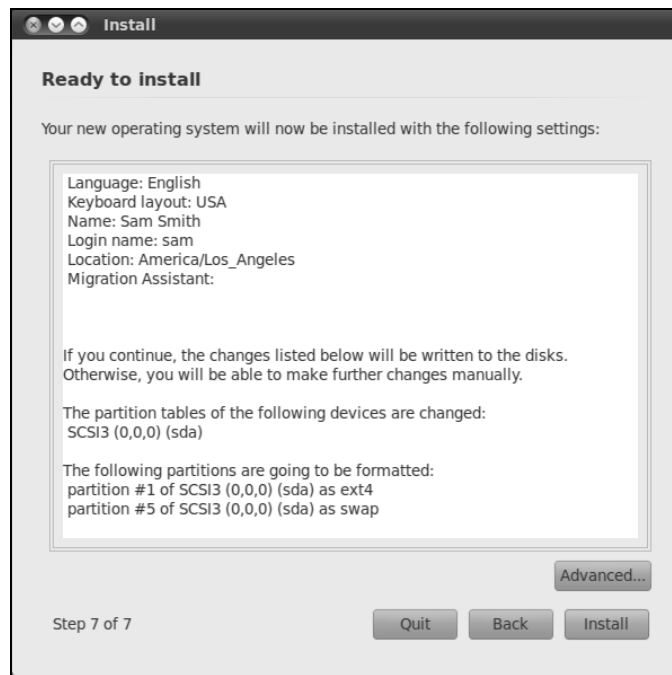 Install
Ready to install
Your new operating system will now be installed with the following settings:
Language: English
Keyboard layout: USA
Name: Sam Smith
Login name: sam
Location: America/Los_Angeles
Migration Assistant:
If you continue, the changes listed below will be written to the disks.
Otherwise, you will be able to make further changes manually.
The partition tables of the following devices are changed:
SCSI3 (0,0,0) (sda)
The following partitions are going to be formatted:
partition #1 of SCSI3 (0,0,0) (sda) as ext4
partition #5 of SCSI3 (0,0,0) (sda) as swap
Advanced...
Step 7 of 7
Quit
Back
Install